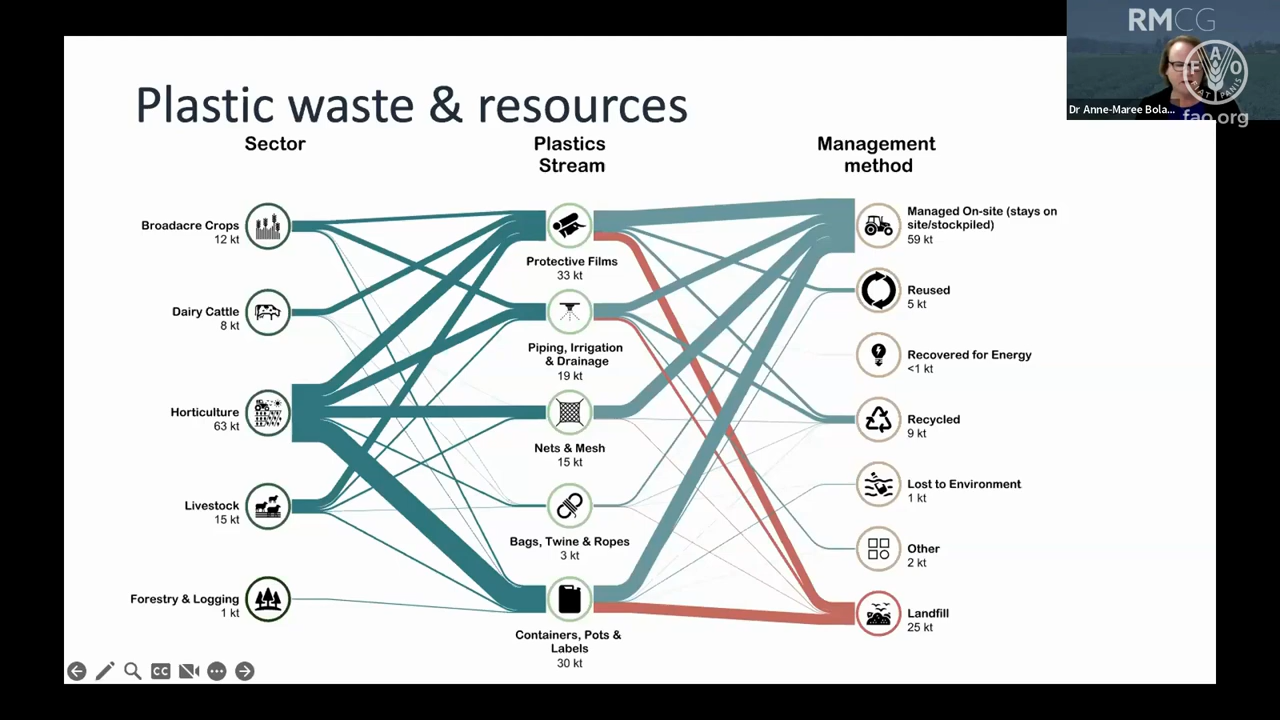 RMCG
FAO
FIAT PANIS
Dr Anne-Maree Bola...
fao.org
Plastic waste & resources
Sector
Plastics
Stream
Management
method
Broadacre Crops
12 kt
Dairy Cattle
8 kt
Horticulture
63 kt
Livestock
15 kt
Forestry & Logging
1 kt
Protective Films
33 kt
Piping, Irrigation
& Drainage
19 kt
Nets & Mesh
15 kt
Bags, Twine & Ropes
3 kt
Containers, Pots &
Labels
30 kt
Managed On-site (stays on
site/stockpiled)
59 kt
Reused
5 kt
Recovered for Energy
<1 kt
Recycled
9 kt
Lost to Environment
1 kt
Other
2 kt
Landfill
25 kt
CC